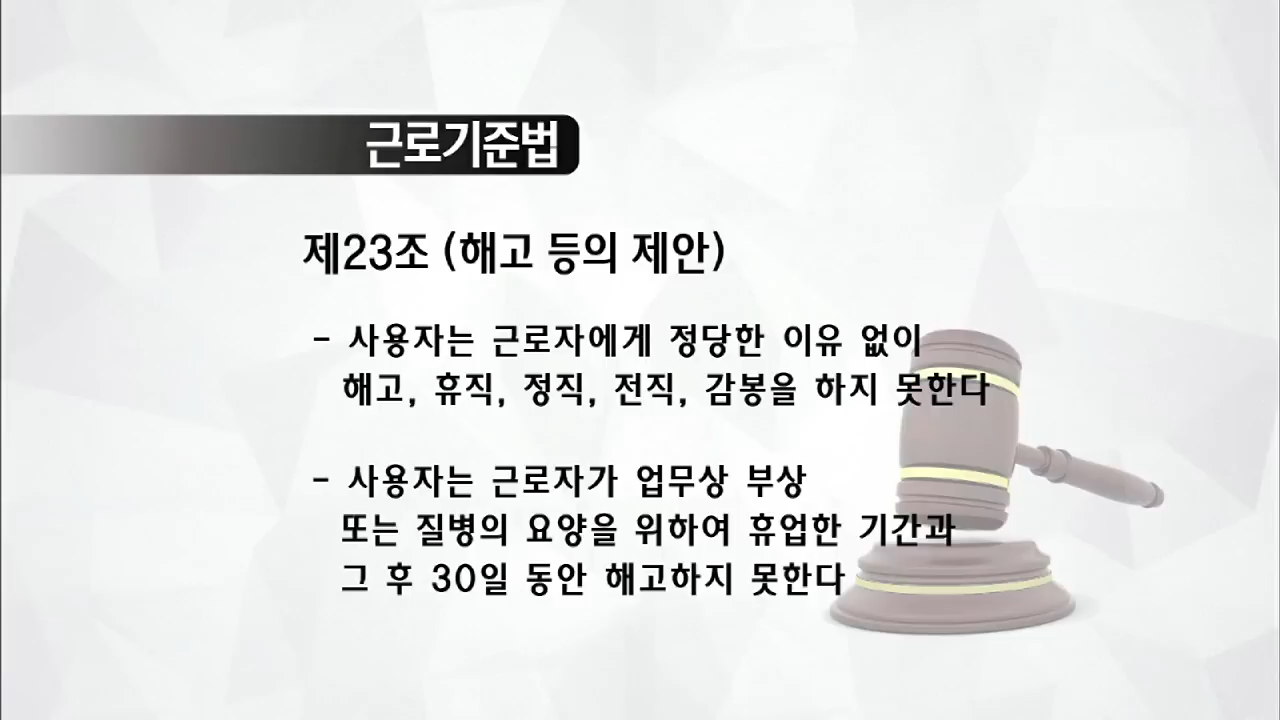 근로기준법
제23조 (해고 등의 제안)
- 사용자는 근로자에게 정당한 이유 없이
해고, 휴직, 정직, 전직, 감봉을 하지 못한다
- 사용자는 근로자가 업무상 부상
또는 질병의 요양을 위하여 휴업한 기간과
그 후 30일 동안 해고하지 못한다